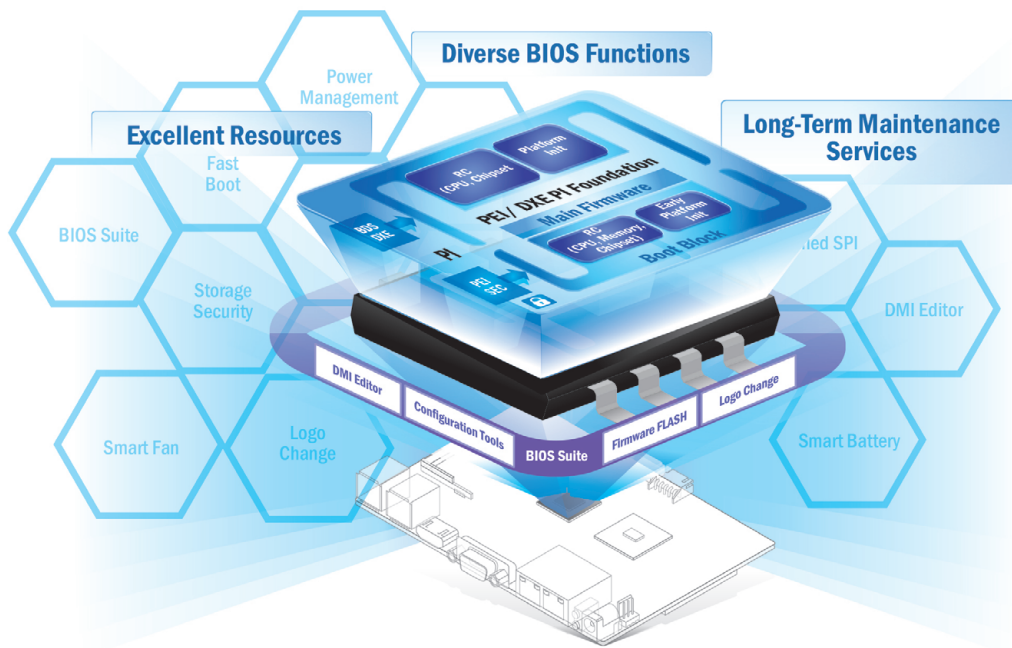 Diverse BIOS Functions
Excellent Resources
Long-Term Maintenance
Services
Power
Management
Fast
Boot
BIOS Suite
Storage
Security
Smart Fan
Logo
Change
SPI
DMI Editor
Smart Battery
RC
(CPU, Chipset
Platform
Init
PEI / DXE PI Foundation
Main Firmware
BDS
DXE
PI
RC
(CPU, Memory,
Chipset)
Early
Platform
Init
Boot Block
PEI
SEC
DMI Editor
Configuration Tools
BIOS Suite
Firmware FLASH
Logo Change